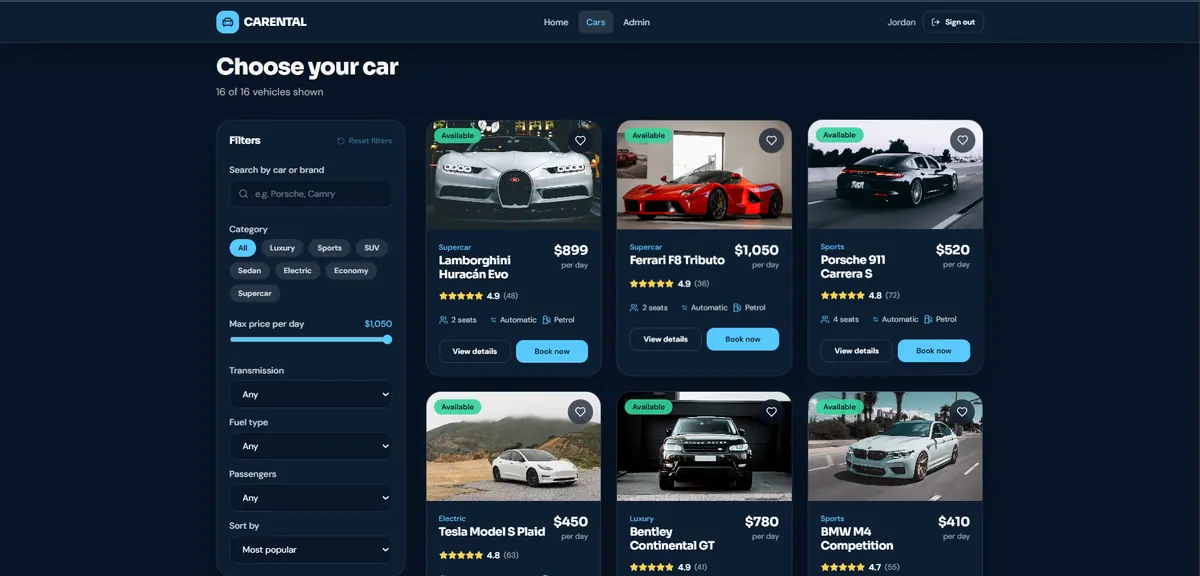 CARENTAL
Home
Cars
Admin
Jordan
Sign out
Choose your car
16 of 16 vehicles shown
Filters
Reset filters
Search by car or brand
e.g. Porsche, Camry
Category
All
Luxury
Sports
SUV
Sedan
Electric
Economy
Supercar
Max price per day
$1,050
Transmission
Any
Fuel type
Any
Passengers
Any
Sort by
Most popular
Available
Supercar
Lamborghini
Huracán Evo
$899
per day
4.9 (48)
2 seats
Automatic
Petrol
View details
Book now
Available
Supercar
Ferrari F8 Tributo
$1,050
per day
4.9 (36)
2 seats
Automatic
Petrol
View details
Book now
Available
Sports
Porsche 911
Carrera S
$520
per day
4.8 (72)
4 seats
Automatic
Petrol
View details
Book now
Available
Electric
Tesla Model S Plaid
$450
per day
4.8 (63)
Available
RANGE ROVER
Luxury
Bentley
Continental GT
$780
per day
4.9 (41)
Available
Sports
BMW M4
Competition
$410
per day
4.7 (55)